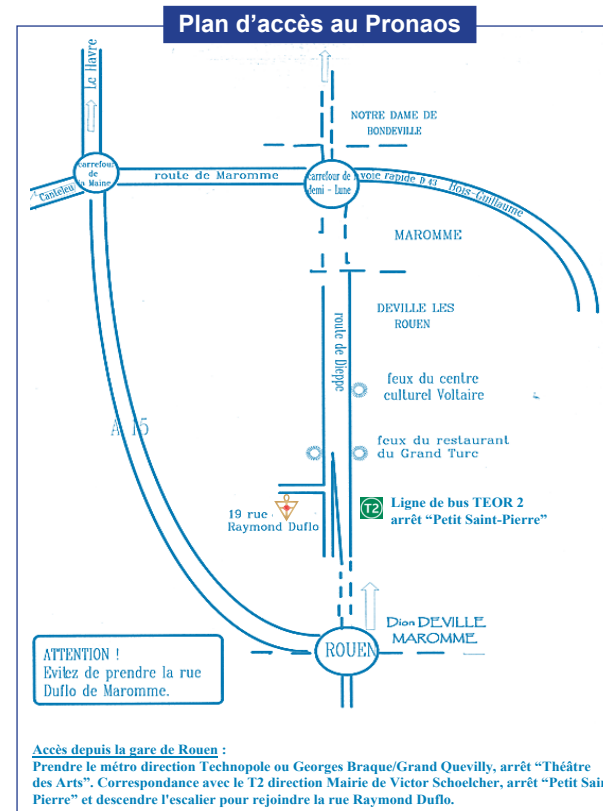 Plan d’accès au Pronaos
Le Havre
NOTRE DAME DE
BONDEVILLE
carrefour
de
la Maine
route de Maromme
carrefour de
demi - Lune
voie rapide D 43
Bois-Guillaume
Canteleu
MAROMME
DEVILLE LES
ROUEN
route de Dieppe
feux du centre
culturel Voltaire
A 15
feux du restaurant
du Grand Turc
19 rue
Raymond Duflo
T2
Ligne de bus TEOR 2
arrêt “Petit Saint-Pierre”
Dion DEVILLE
MAROMME
ROUEN
ATTENTION !
Evitez de prendre la rue
Duflo de Maromme.
Accès depuis la gare de Rouen :
Prendre le métro direction Technopole ou Georges Braque/Grand Quevilly, arrêt “Théâtre
des Arts”. Correspondance avec le T2 direction Mairie de Victor Schoelcher, arrêt “Petit Sain
Pierre” et descendre l'escalier pour rejoindre la rue Raymond Duflo.